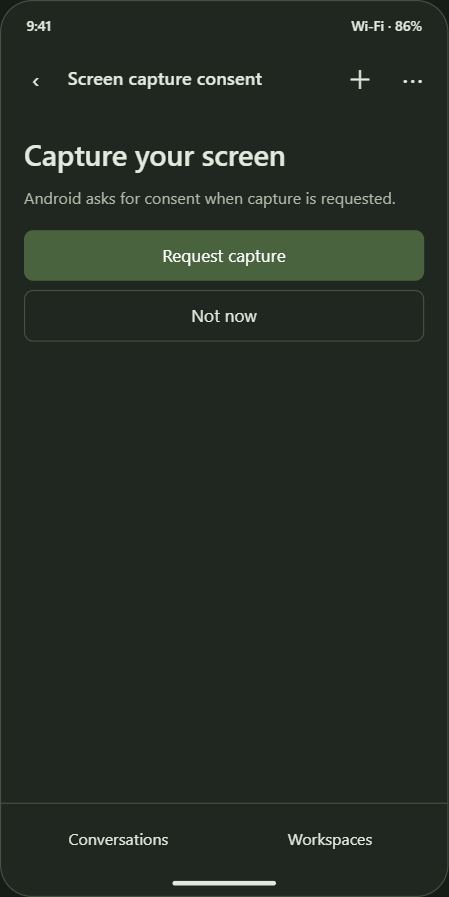 9:41
Wi-Fi · 86%
‹ Screen capture consent + ...
Capture your screen
Android asks for consent when capture is requested.
Request capture
Not now
Conversations
Workspaces